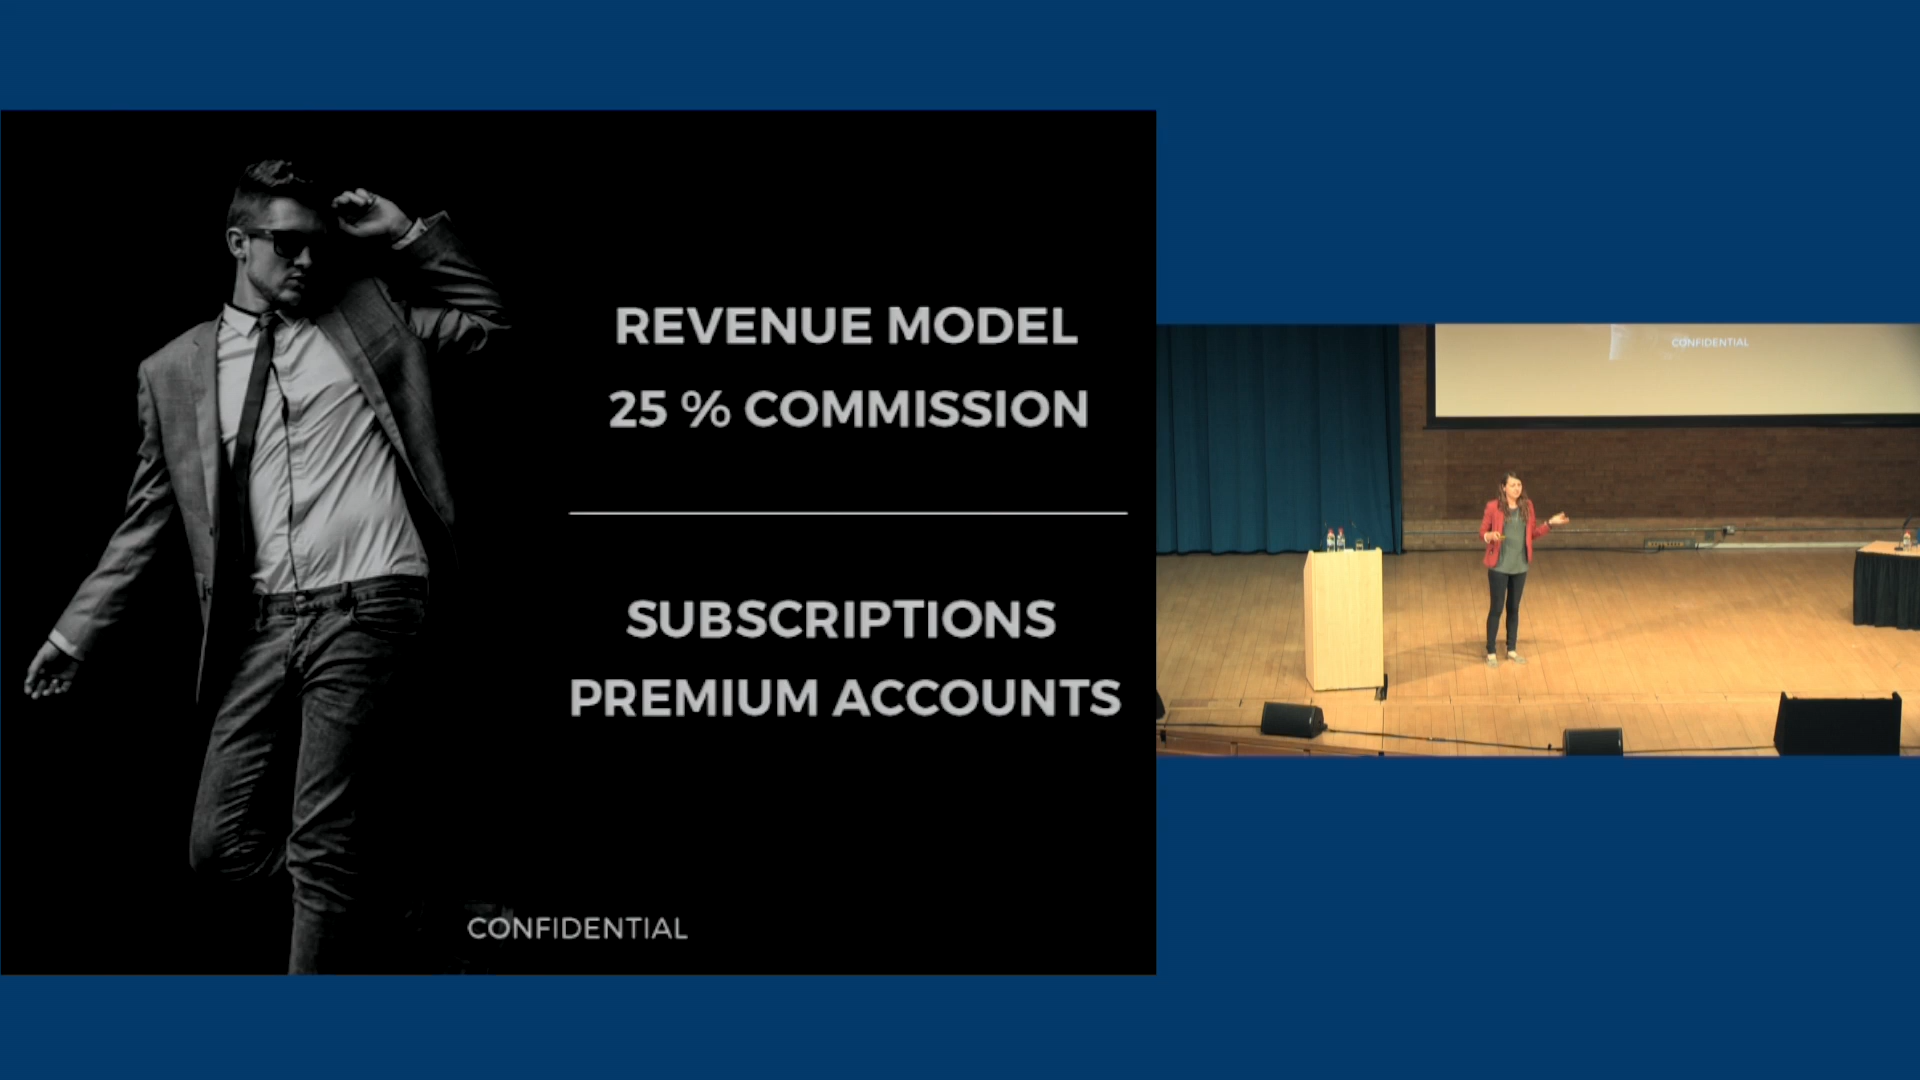 REVENUE MODEL
25 % COMMISSION
SUBSCRIPTIONS
PREMIUM ACCOUNTS
CONFIDENTIAL
CONFIDENTIAL